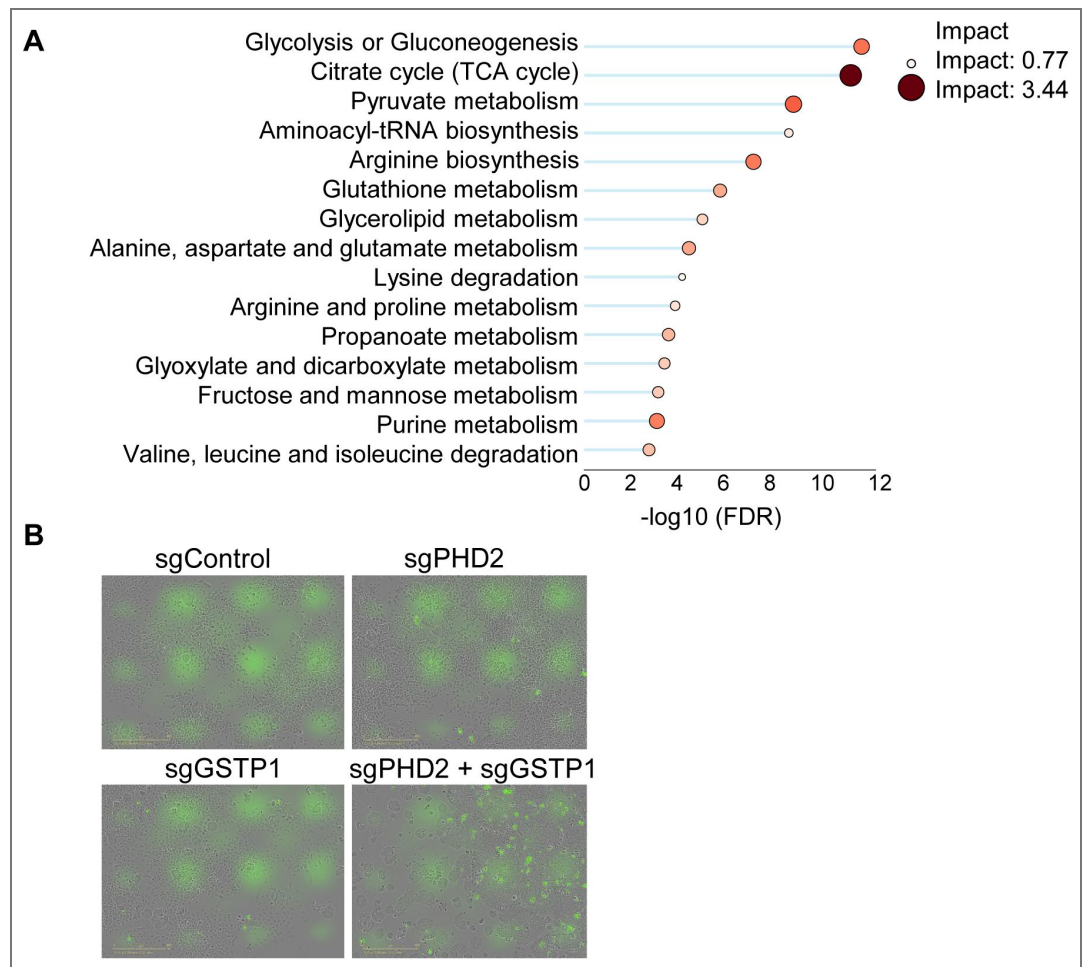 A
Glycolysis or Gluconeogenesis
Citrate cycle (TCA cycle)
Pyruvate metabolism
Aminoacyl-tRNA biosynthesis
Arginine biosynthesis
Glutathione metabolism
Glycerolipid metabolism
Alanine, aspartate and glutamate metabolism
Lysine degradation
Arginine and proline metabolism
Propanoate metabolism
Glyoxylate and dicarboxylate metabolism
Fructose and mannose metabolism
Purine metabolism
Valine, leucine and isoleucine degradation
Impact
Impact: 0.77
Impact: 3.44
0 2 4 6 8 10 12
-log10 (FDR)
B
sgControl sgPHD2
sgGSTP1 sgPHD2 + sgGSTP1